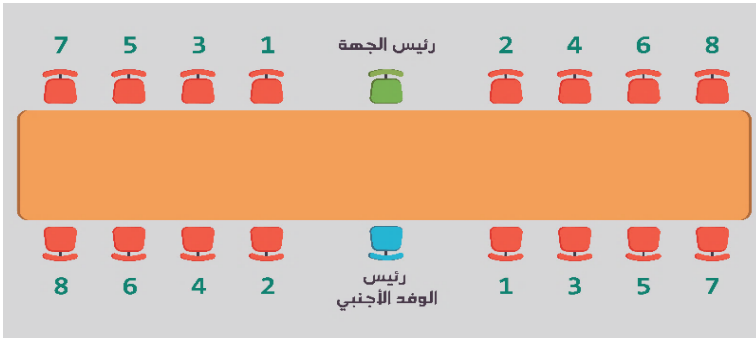 7 5 3 1 رئيس الجهة 2 4 6 8
8 6 4 2 رئيس 1 3 5 7
الوفد الأجنبي